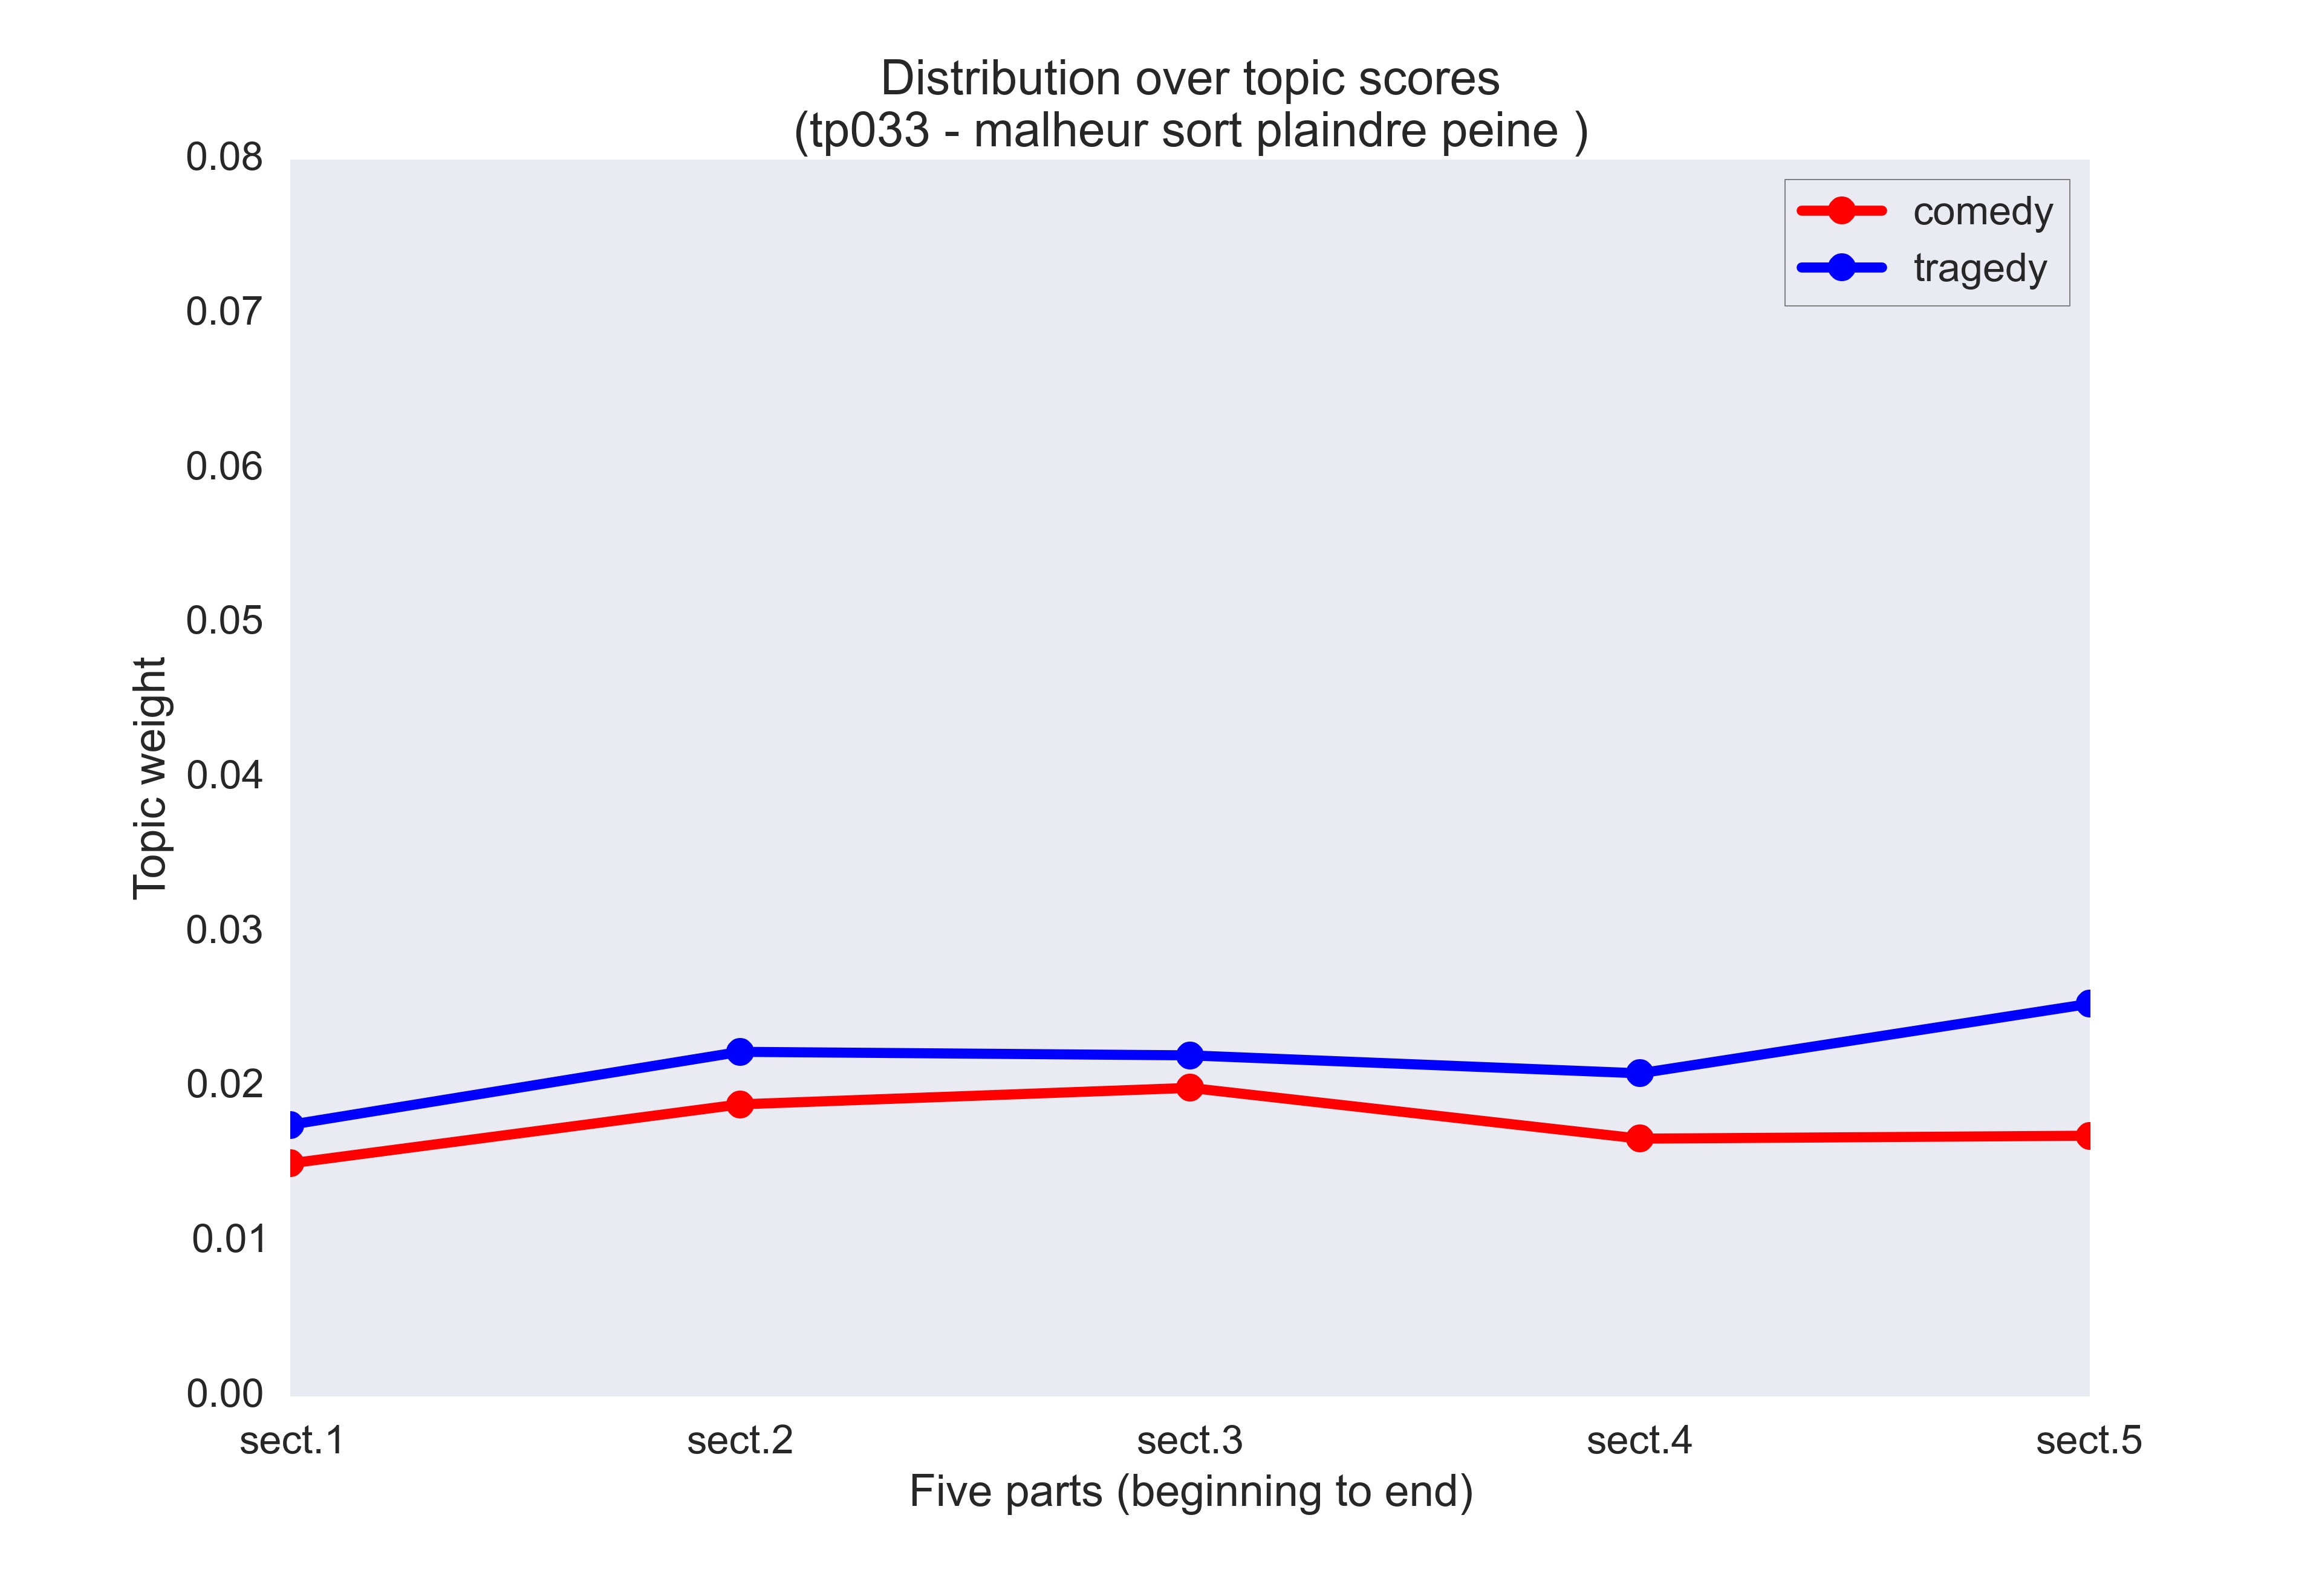 Distribution over topic scores
(tp033 - malheur sort plaindre peine )
comedy
tragedy
0.08
0.07
0.06
0.05
0.04
0.03
0.02
0.01
0.00
Topic weight
sect.1
sect.2
sect.3
sect.4
sect.5
Five parts (beginning to end)